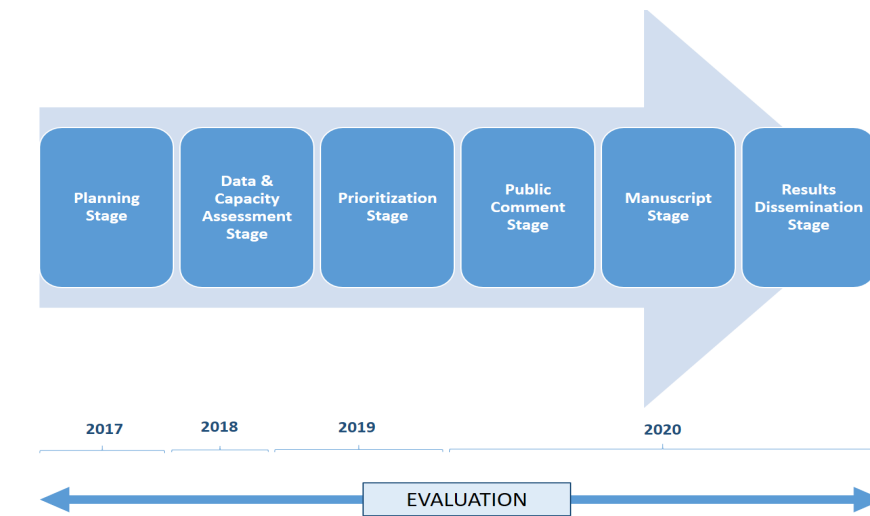 Planning
Stage
Data &
Capacity
Assessment
Stage
Prioritization
Stage
Public
Comment
Stage
Manuscript
Stage
Results
Dissemination
Stage
2017
2018
2019
2020
EVALUATION